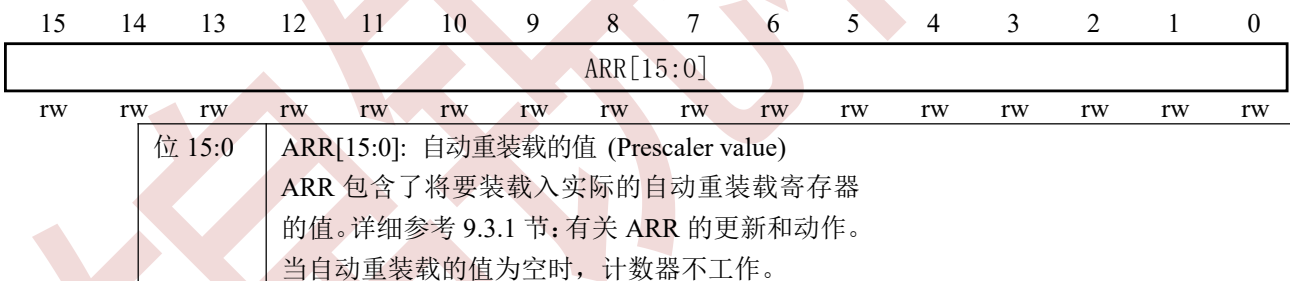 15 14 13 12 11 10 9 8 7 6 5 4 3 2 1 0
ARR[15:0]
rw rw rw rw rw rw rw rw rw rw rw rw rw rw rw rw
位 15:0 ARR[15:0]: 自动重装载的值 (Prescaler value)
ARR 包含了将要装载入实际的自动重装载寄存器
的值。详细参考 9.3.1 节：有关 ARR 的更新和动作。
当自动重装载的值为空时，计数器不工作。